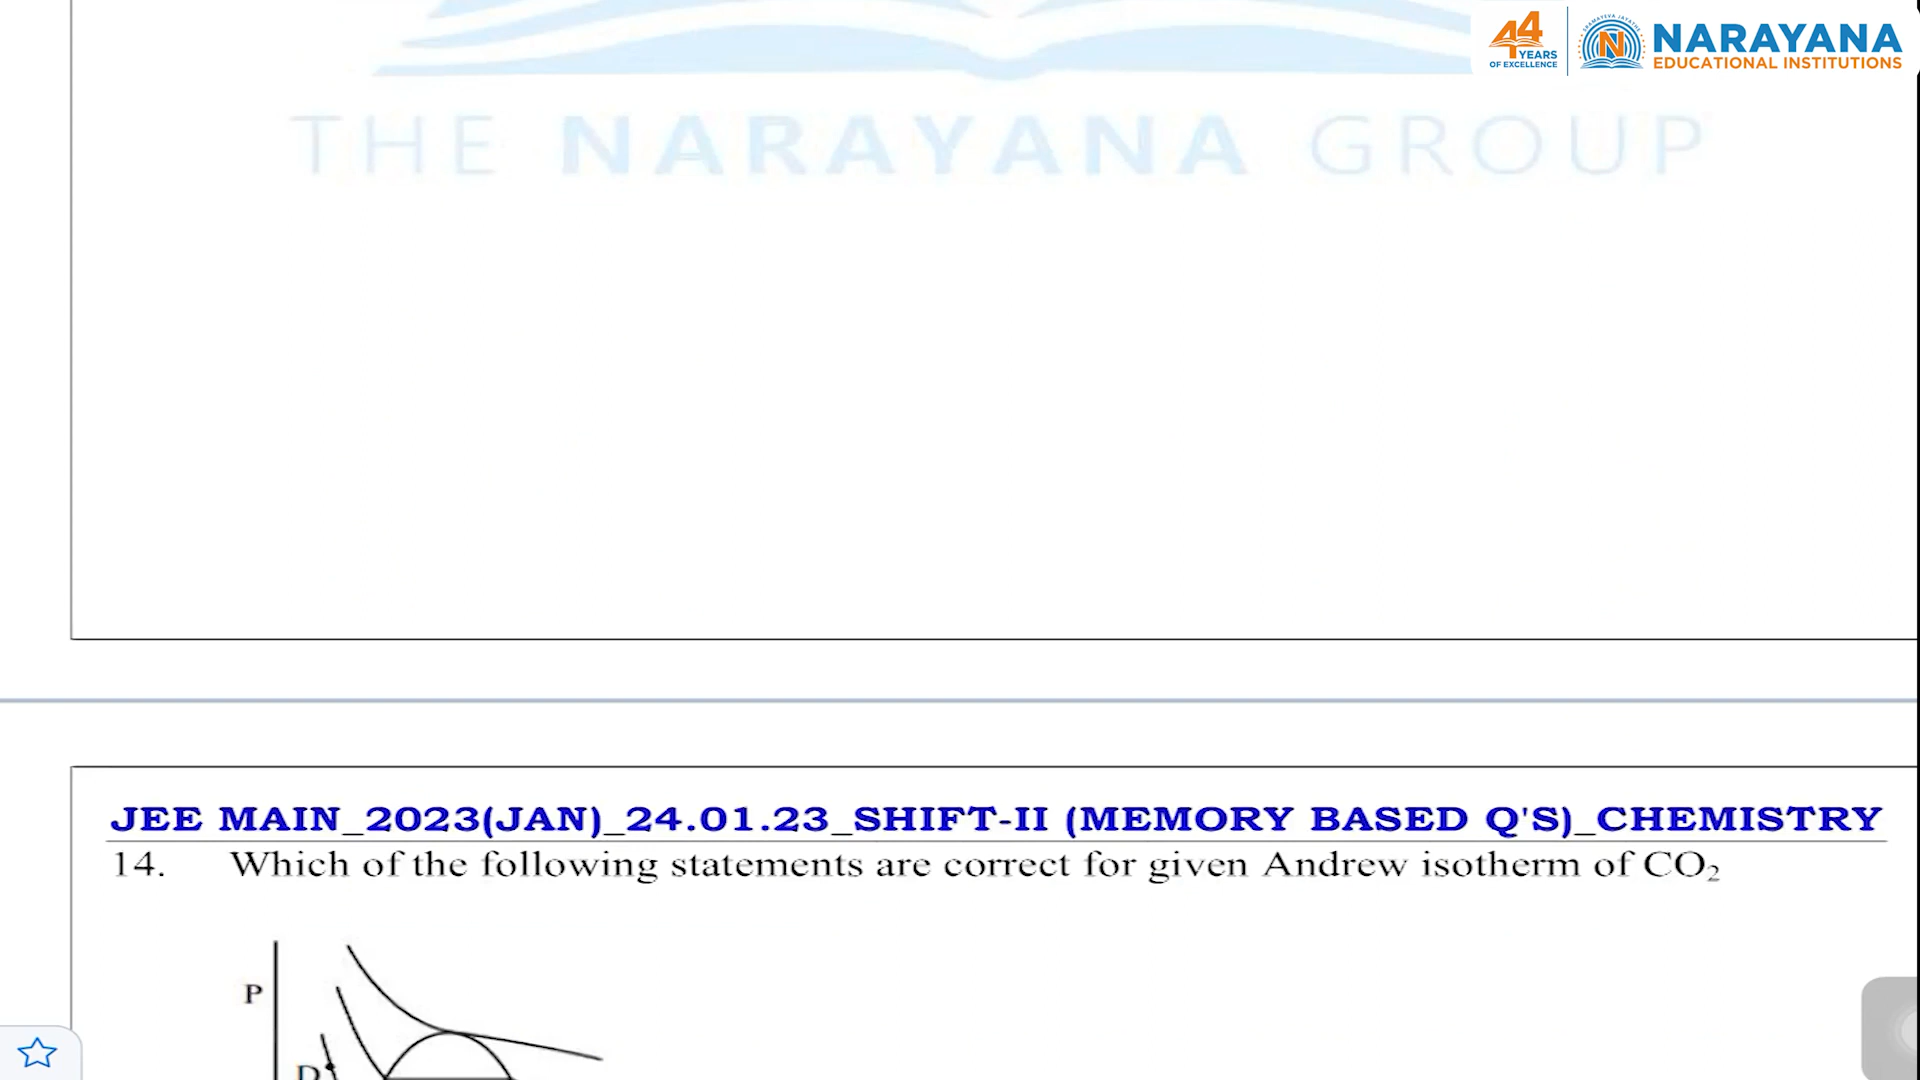 44 YEARS OF EXCELLENCE
NARAYANA
EDUCATIONAL INSTITUTIONS
THE NARAYANA GROUP
JEE MAIN_2023(JAN)_24.01.23_SHIFT-II (MEMORY BASED Q'S)_CHEMISTRY
14. Which of the following statements are correct for given Andrew isotherm of CO₂
P
D